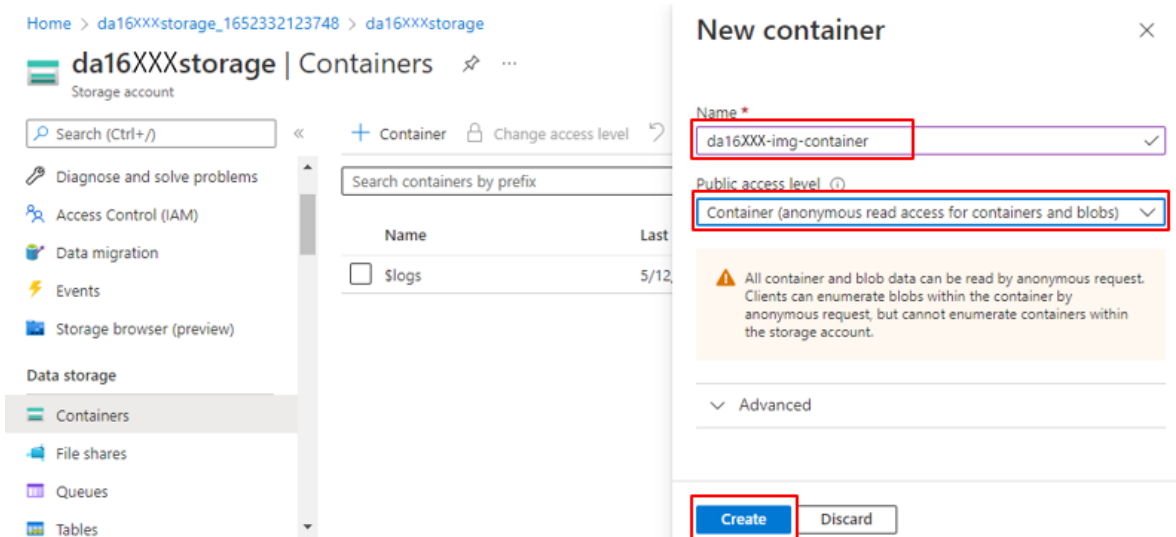 Home > da16XXXstorage_1652332123748 > da16XXXstorage
da16XXXstorage | Containers ...
Storage account
Search (Ctrl+/) «
Diagnose and solve problems
Access Control (IAM)
Data migration
Events
Storage browser (preview)
Data storage
Containers
File shares
Queues
Tables
+ Container Change access level
Search containers by prefix
Name Last
$logs 5/12,
New container
Name *
da16XXX-img-container
Public access level
Container (anonymous read access for containers and blobs)
All container and blob data can be read by anonymous request.
Clients can enumerate blobs within the container by
anonymous request, but cannot enumerate containers within
the storage account.
Advanced
Create Discard